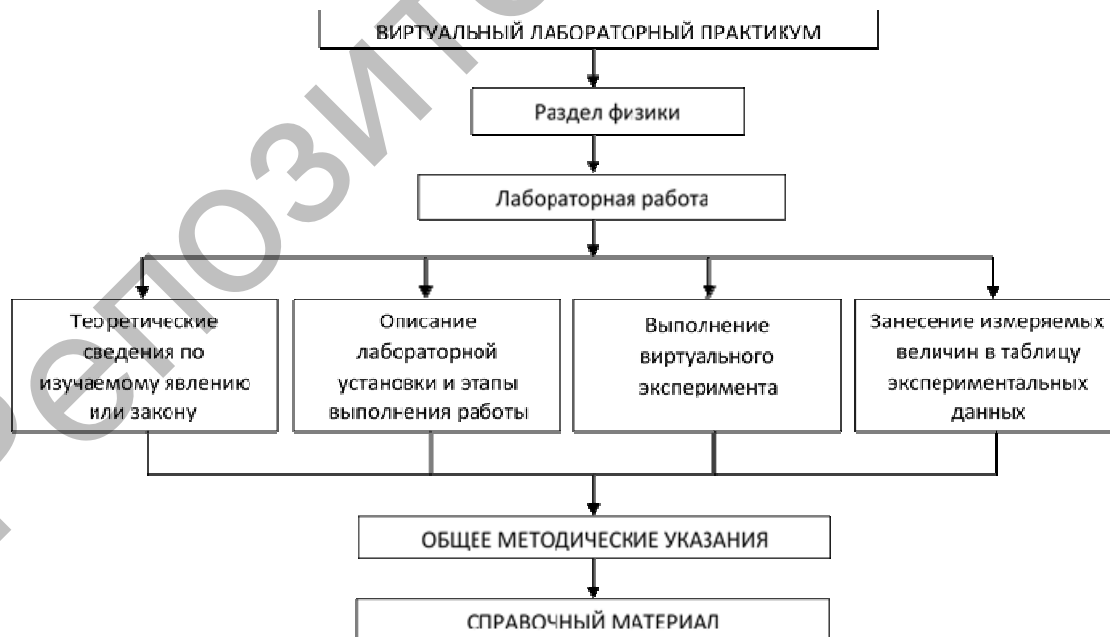 ВИРТУАЛЬНЫЙ ЛАБОРАТОРНЫЙ ПРАКТИКУМ
Раздел физики
Лабораторная работа
Теоретические
сведения по
изучаемому явлению
или закону
Описание
лабораторной
установки и этапы
выполнения работы
Выполнение
виртуального
эксперимента
Занесение измеряемых
величин в таблицу
экспериментальных
данных
ОБЩЕЕ МЕТОДИЧЕСКИЕ УКАЗАНИЯ
СПРАВОЧНЫЙ МАТЕРИАЛ
Репозито